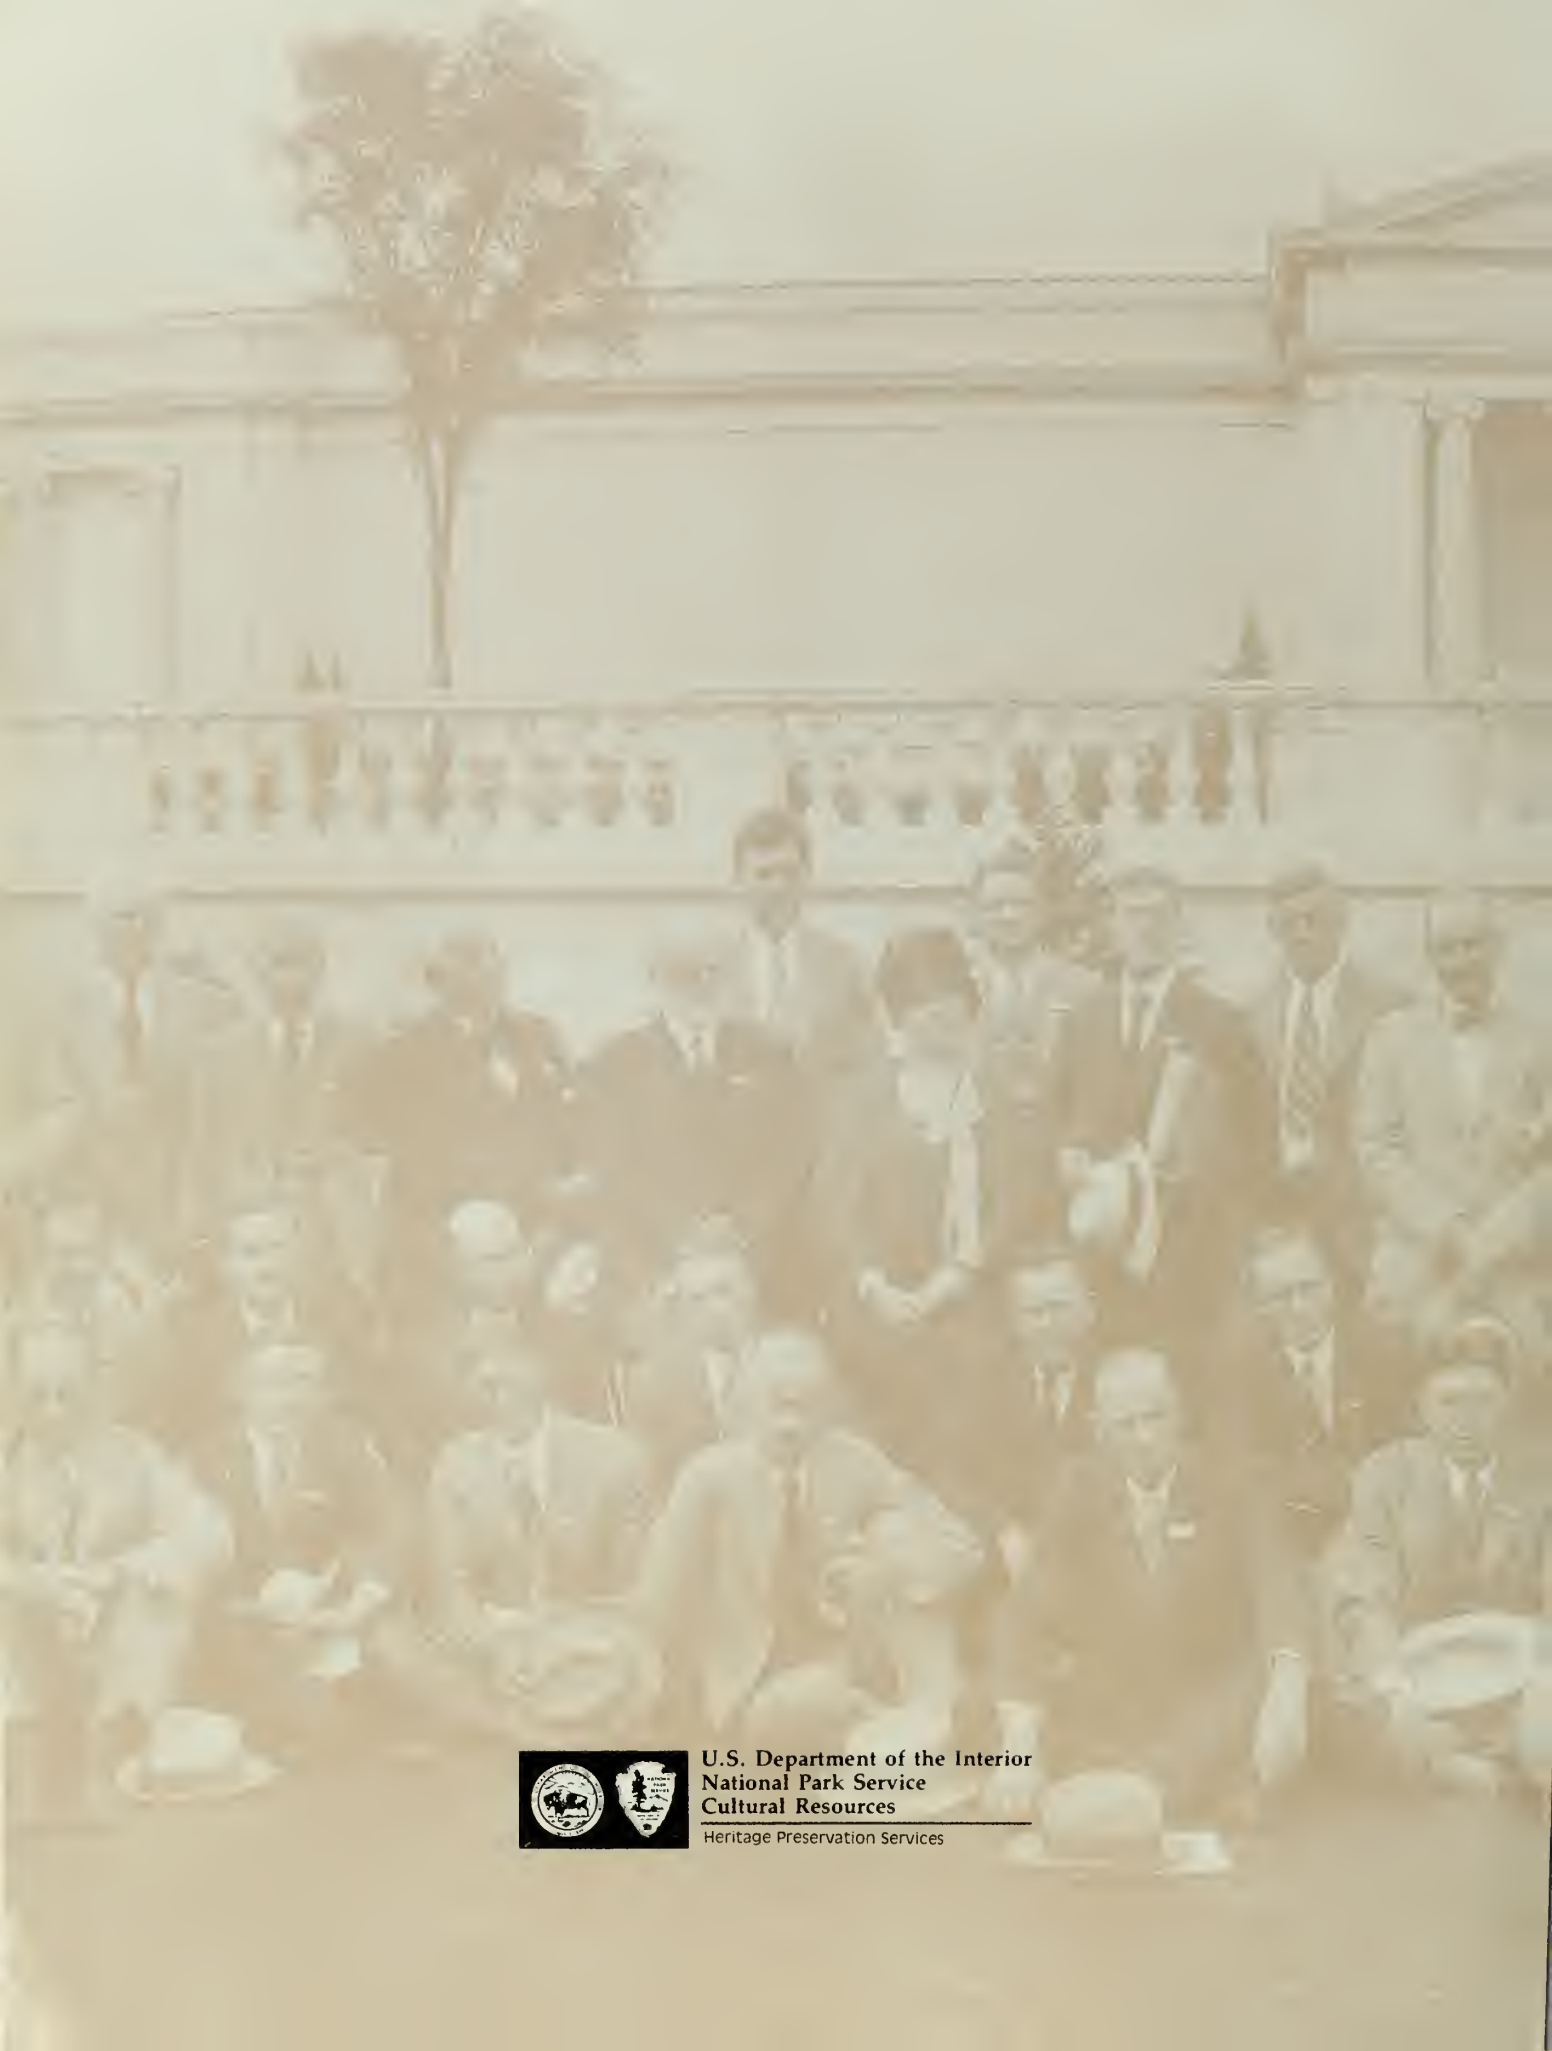 U.S. Department of the Interior
National Park Service
Cultural Resources
Heritage Preservation Services